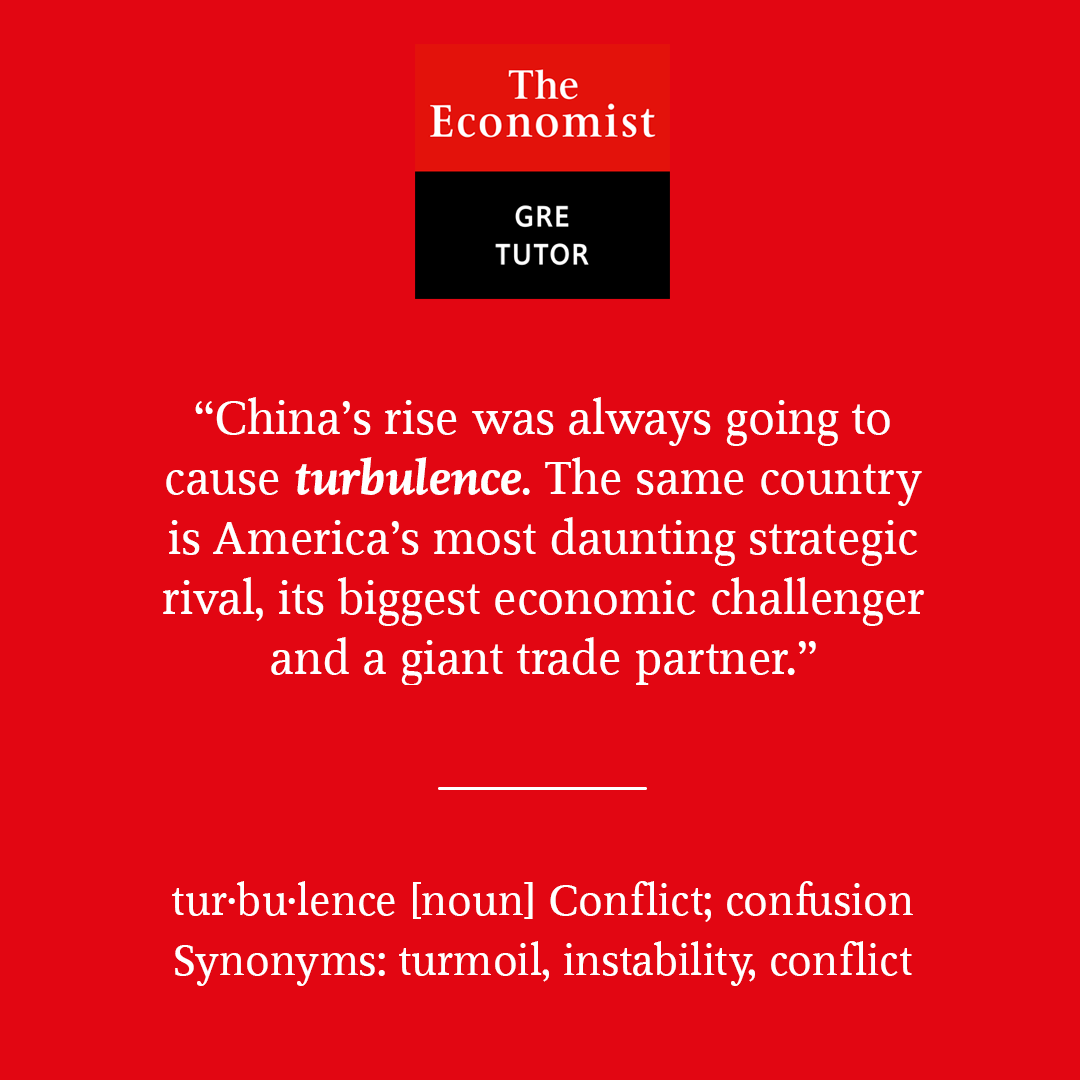 The
Economist
GRE
TUTOR
“China’s rise was always going to
cause turbulence. The same country
is America’s most daunting strategic
rival, its biggest economic challenger
and a giant trade partner.”
tur·bu·lence [noun] Conflict; confusion
Synonyms: turmoil, instability, conflict